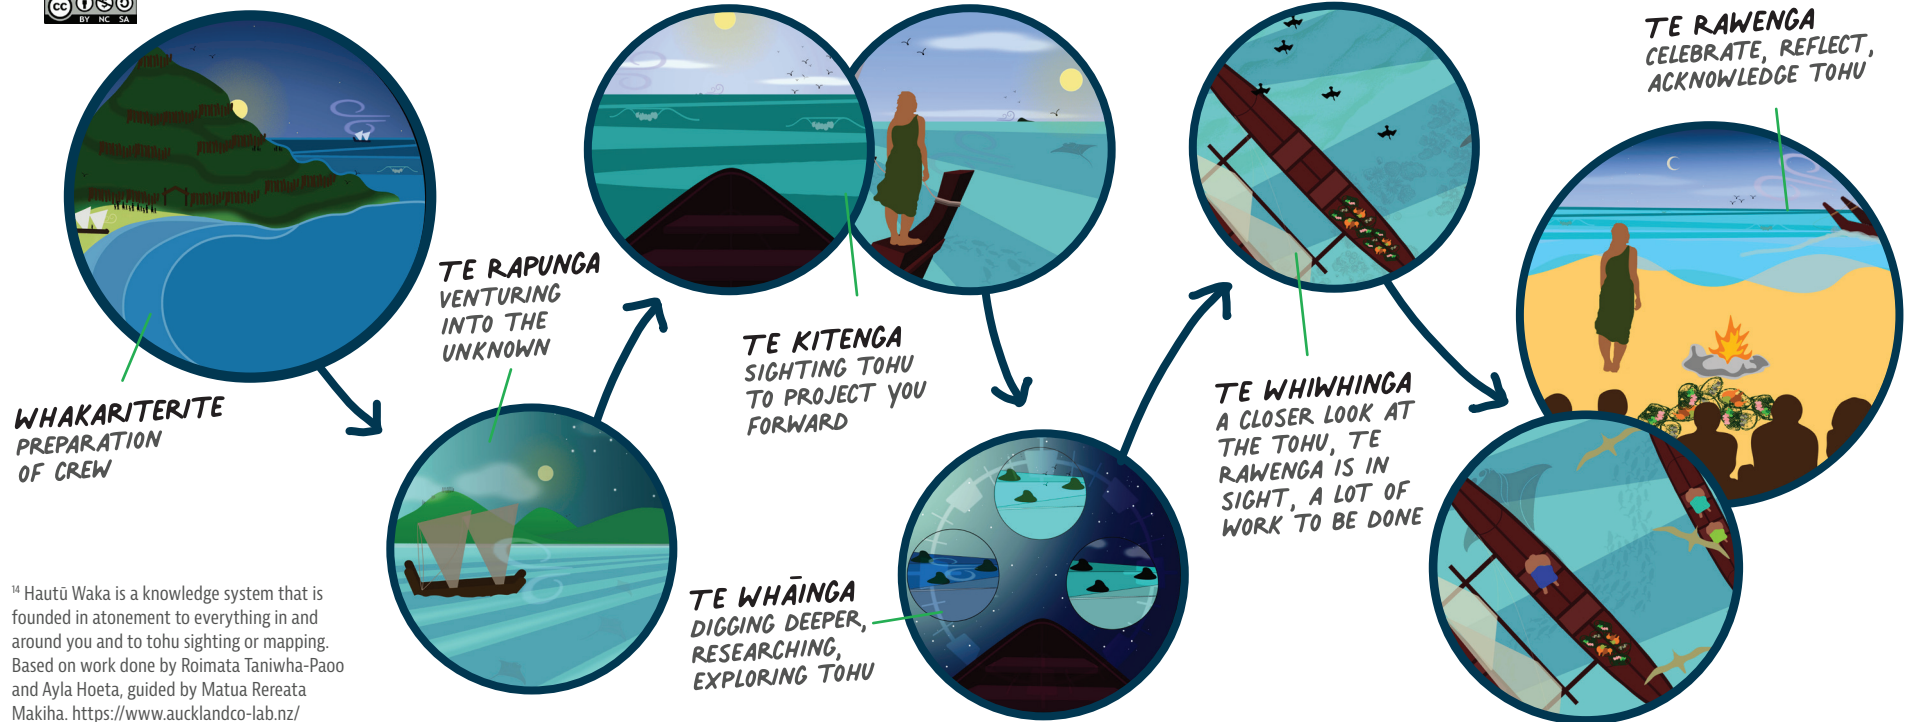 BY NC SA
WHAKARITERITE
PREPARATION
OF CREW
TE RAPUNGA
VENTURING
INTO THE
UNKNOWN
TE KITENGA
SIGHTING TOHU
TO PROJECT YOU
FORWARD
TE WHĀINGA
DIGGING DEEPER,
RESEARCHING,
EXPLORING TOHU
TE WHIWHINGA
A CLOSER LOOK AT
THE TOHU, TE
RAWENGA IS IN
SIGHT, A LOT OF
WORK TO BE DONE
TE RAWENGA
CELEBRATE, REFLECT,
ACKNOWLEDGE TOHU
14 Hautū Waka is a knowledge system that is
founded in atonement to everything in and
around you and to tohu sighting or mapping.
Based on work done by Roimata Taniwha-Paoo
and Ayla Hoeta, guided by Matua Rereata
Makiha. https://www.aucklandco-lab.nz/